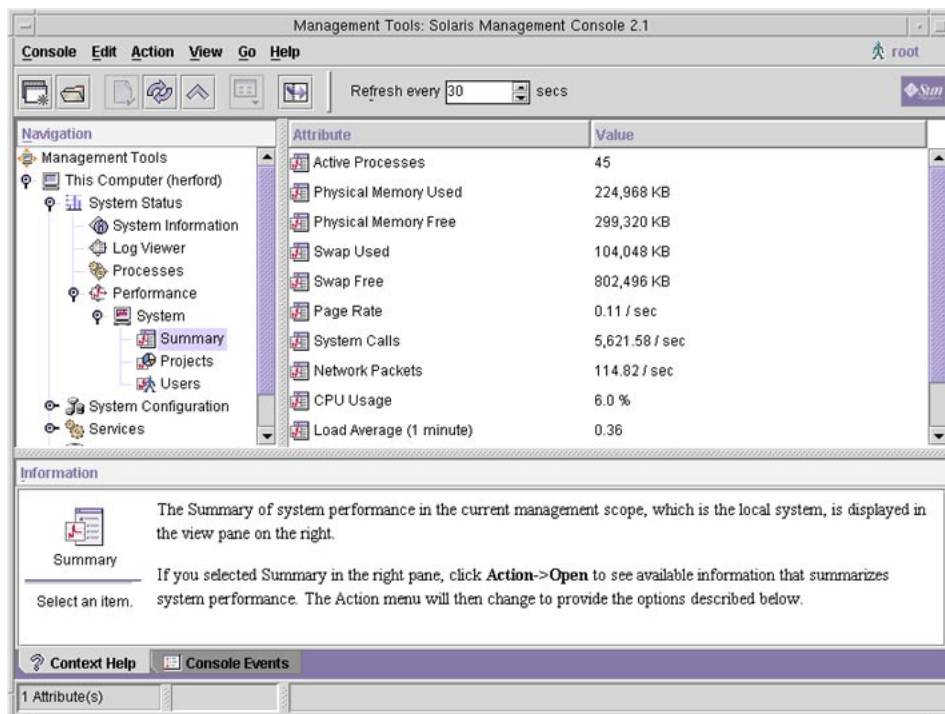 Management Tools: Solaris Management Console 2.1
Console Edit Action View Go Help
root
Refresh every 30 secs
Sun
Navigation
Management Tools
This Computer (herford)
System Status
System Information
Log Viewer
Processes
Performance
System
Summary
Projects
Users
System Configuration
Services
Attribute Value
Active Processes 45
Physical Memory Used 224,968 KB
Physical Memory Free 299,320 KB
Swap Used 104,048 KB
Swap Free 802,496 KB
Page Rate 0.11 / sec
System Calls 5,621.58 / sec
Network Packets 114.82 / sec
CPU Usage 6.0 %
Load Average (1 minute) 0.36
Information
Summary
Select an item.
The Summary of system performance in the current management scope, which is the local system, is displayed in
the view pane on the right.
If you selected Summary in the right pane, click Action->Open to see available information that summarizes
system performance. The Action menu will then change to provide the options described below.
Context Help Console Events
1 Attribute(s)